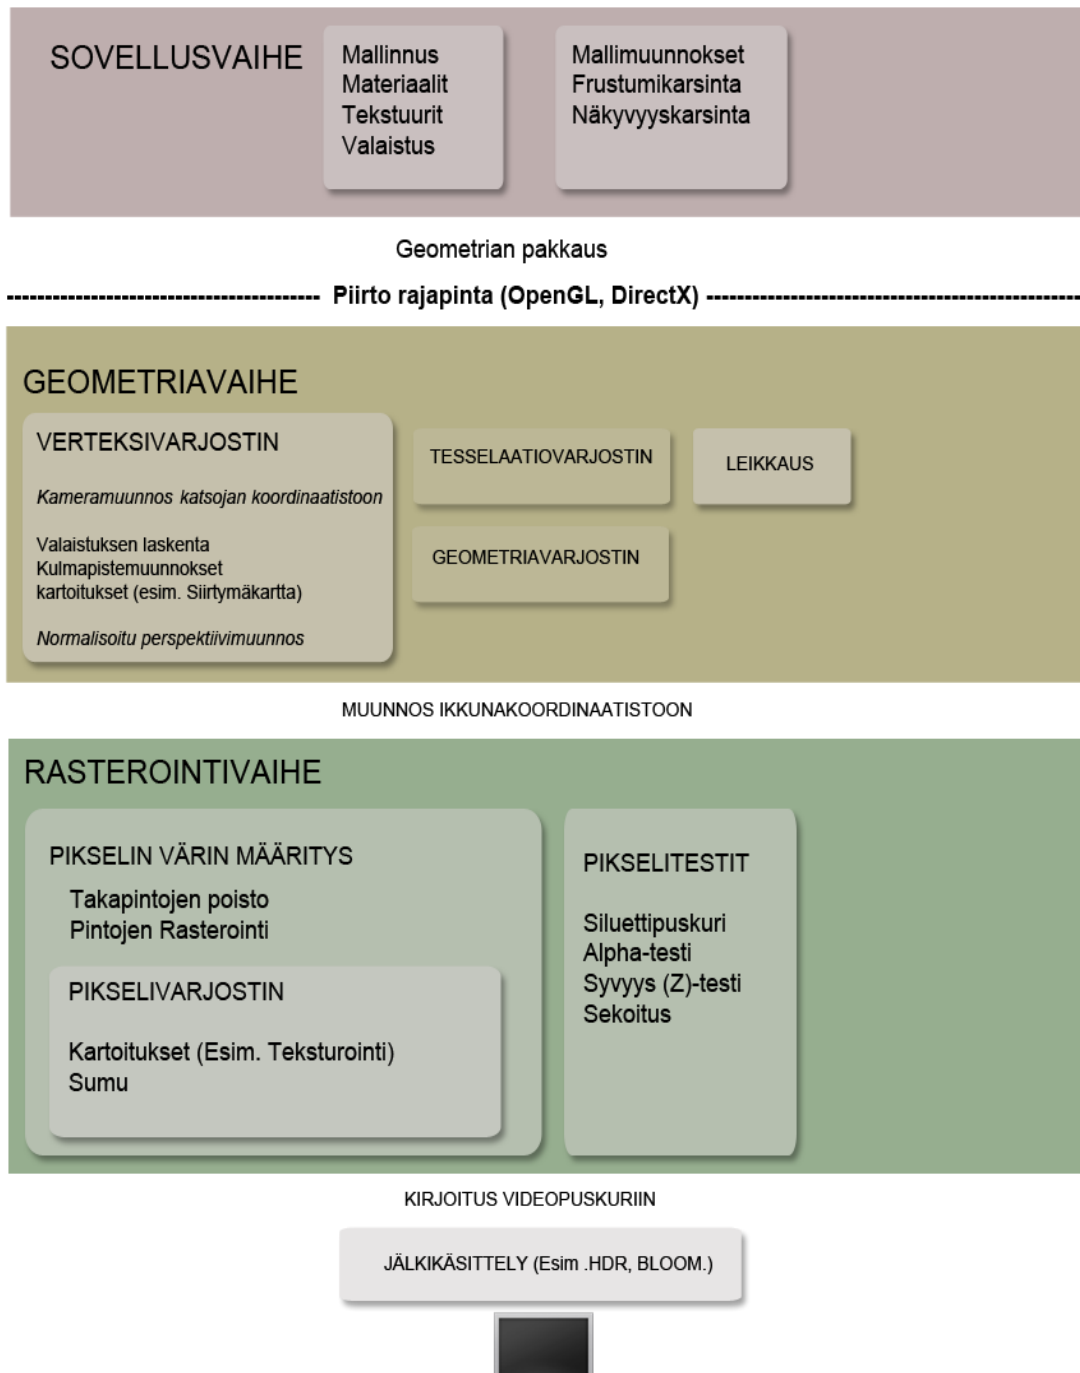 SOVELLUSVAIHE
Mallinnus
Materiaalit
Tekstuurit
Valaistus
Mallimuunnokset
Frustumikarsinta
Näkyvyyskarsinta
Geometrian pakkaus
Piirto rajapinta (OpenGL, DirectX)
GEOMETRIAVAIHE
VERTEKSIVARJOSTIN
Kameramuunnos katsojan koordinaatistoon
Valaistuksen laskenta
Kulmapistemuunnokset
kartoitukset (esim. Siirtymäkartta)
Normalisoitu perspektiivimuunnos
TESSELAATIOVARJOSTIN
GEOMETRIAVARJOSTIN
LEIKKAUS
MUUNNOS IKKUNAKOORDINAATISTOON
RASTEROINTIVAIHE
PIKSELIN VÄRIN MÄÄRITYS
Takapintojen poisto
Pintojen Rasterointi
PIKSELIVARJOSTIN
Kartoitukset (Esim. Teksturointi)
Sumu
PIKSELITESTIT
Siluettipuskuri
Alpha-testi
Syvyys (Z)-testi
Sekoitus
KIRJOITUS VIDEOPUSKURIIN
JÄLKIKÄSITTELY (Esim .HDR, BLOOM.)